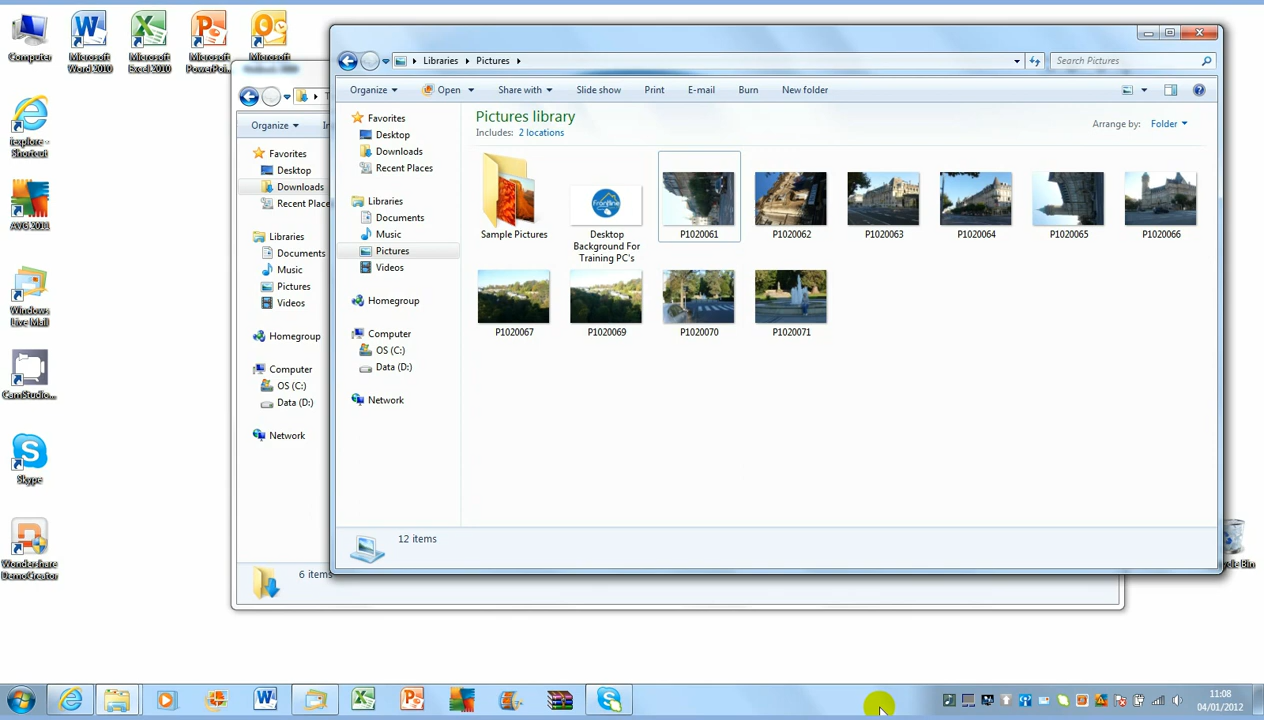 Computer
Microsoft Word 2010
Microsoft Excel 2010
Microsoft PowerPoi...
Microsoft
iexplore - Shortcut
AVG 2011
Windows Live Mail
CamStudio...
Skype
Wondershare DemoCreator
Organize
Favorites
Desktop
Downloads
Recent Place
Libraries
Documents
Music
Pictures
Videos
Homegroup
Computer
OS (C:)
Data (D:)
Network
6 items
Libraries Pictures
Search Pictures
Organize Open Share with Slide show Print E-mail Burn New folder
Favorites
Desktop
Downloads
Recent Places
Libraries
Documents
Music
Pictures
Videos
Homegroup
Computer
OS (C:)
Data (D:)
Network
Pictures library
Includes: 2 locations
Arrange by: Folder
Sample Pictures
frontline
Desktop Background For Training PC's
P1020061
P1020062
P1020063
P1020064
P1020065
P1020066
P1020067
P1020069
P1020070
P1020071
12 items
cle Bin
11:08
04/01/2012